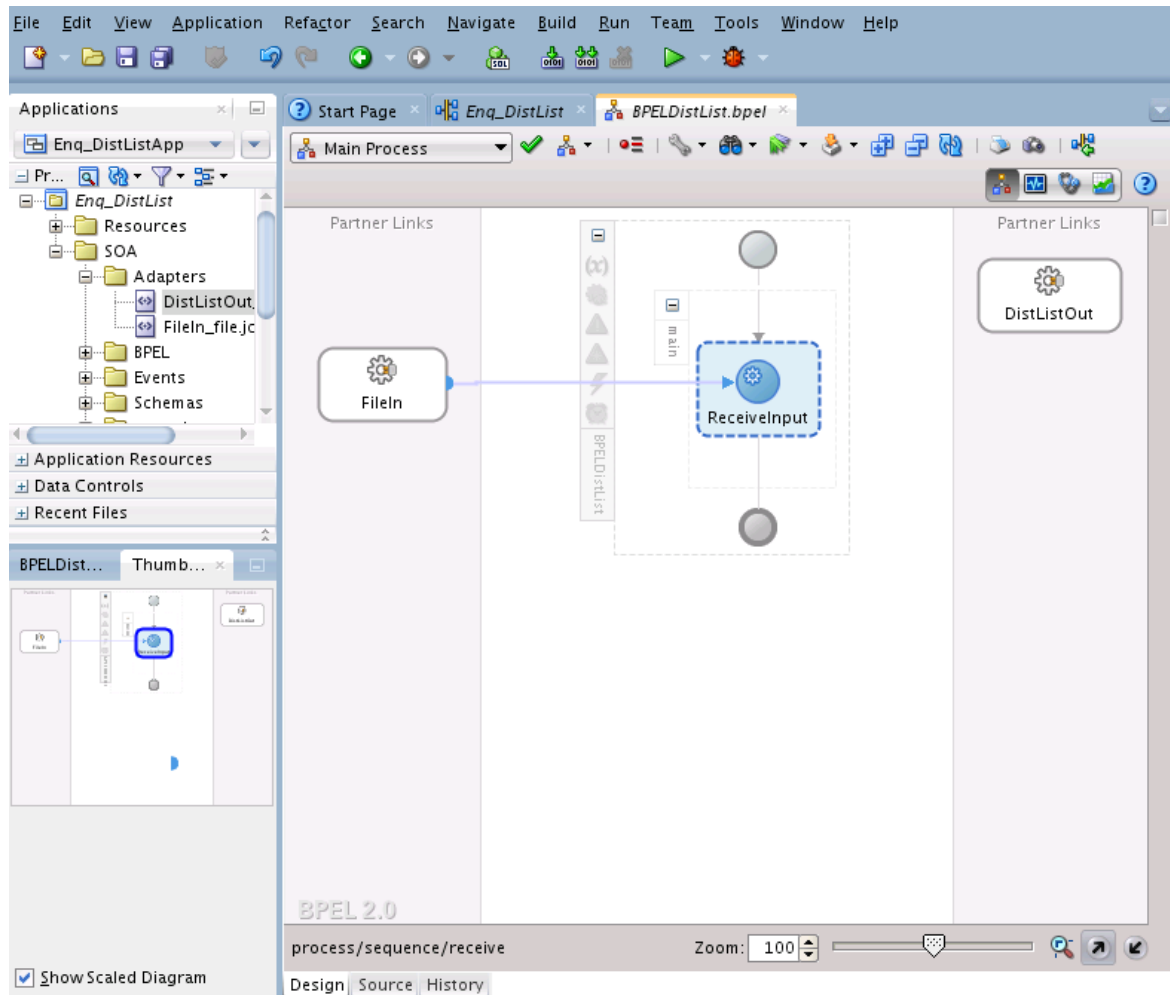 File Edit View Application Refactor Search Navigate Build Run Team Tools Window Help
Applications
Enq_DistListApp
Pr...
Enq_DistList
Resources
SOA
Adapters
DistListOut
FileIn_file.jc
BPEL
Events
Schemas
Application Resources
Data Controls
Recent Files
BPELDist... Thumb...
Show Scaled Diagram
Start Page Enq_DistList BPELDistList.bpel
Main Process
Partner Links
FileIn
(x)
BPELDistList
main
ReceiveInput
Partner Links
DistListOut
BPEL 2.0
process/sequence/receive Zoom: 100
Design Source History